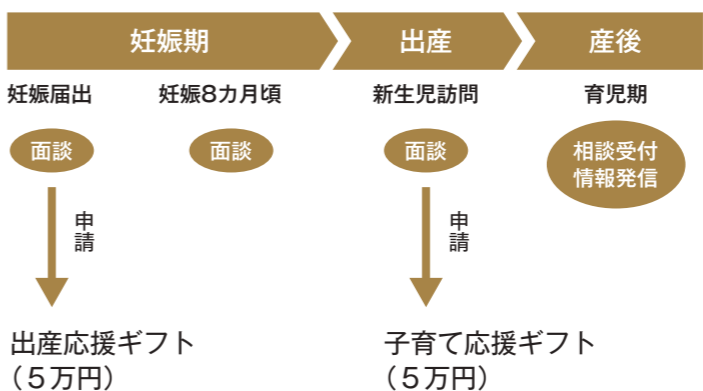 妊娠期
出産
産後
妊娠届出
妊娠8カ月頃
新生児訪問
育児期
面談
面談
面談
相談受付
情報発信
申請
申請
出産応援ギフト
（５万円）
子育て応援ギフト
（５万円）